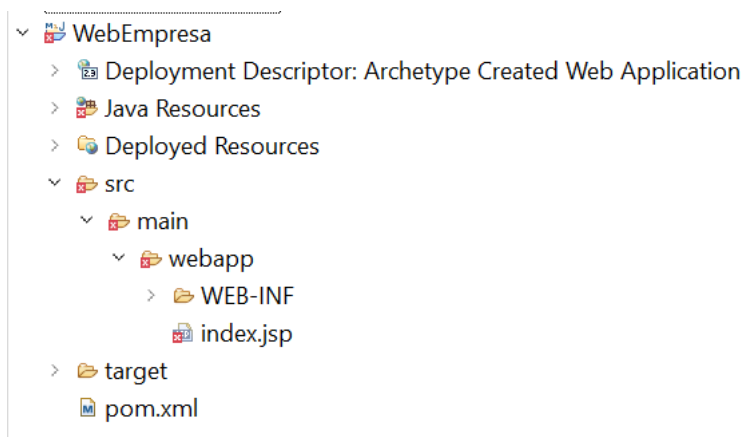 WebEmpresa
Deployment Descriptor: Archetype Created Web Application
Java Resources
Deployed Resources
src
main
webapp
WEB-INF
index.jsp
target
pom.xml